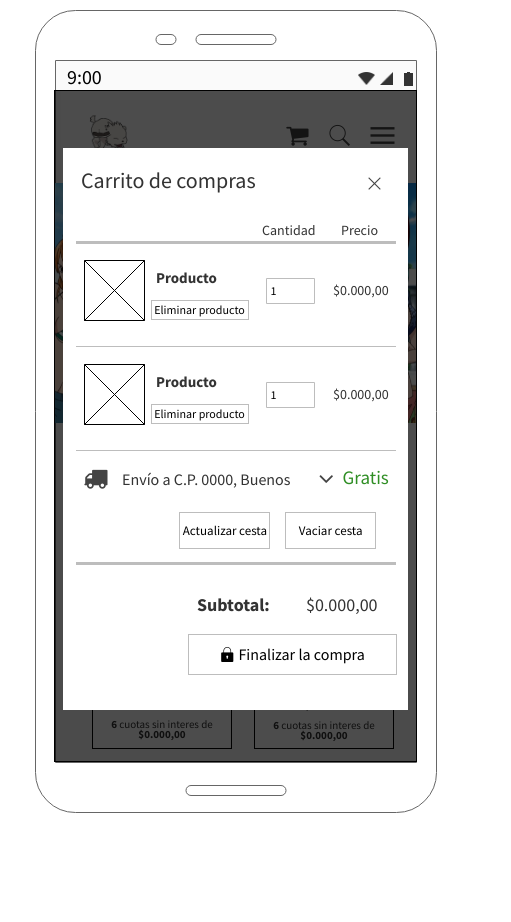 9:00
Carrito de compras
Cantidad Precio
Producto
Eliminar producto
1
$0.000,00
Producto
Eliminar producto
1
$0.000,00
Envío a C.P. 0000, Buenos
Gratis
Actualizar cesta
Vaciar cesta
Subtotal: $0.000,00
Finalizar la compra
6 cuotas sin interes de
$0.000,00
6 cuotas sin interes de
$0.000,00